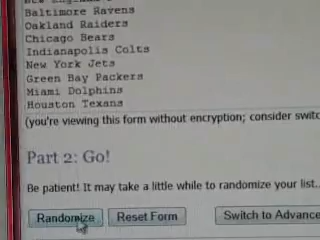 Baltimore Ravens
Oakland Raiders
Chicago Bears
Indianapolis Colts
New York Jets
Green Bay Packers
Miami Dolphins
Houston Texans
(you're viewing this form without encryption; consider
Part 2: Go!
Be patient! It may take a little while to randomize your list..
Randomize Reset Form Switch to